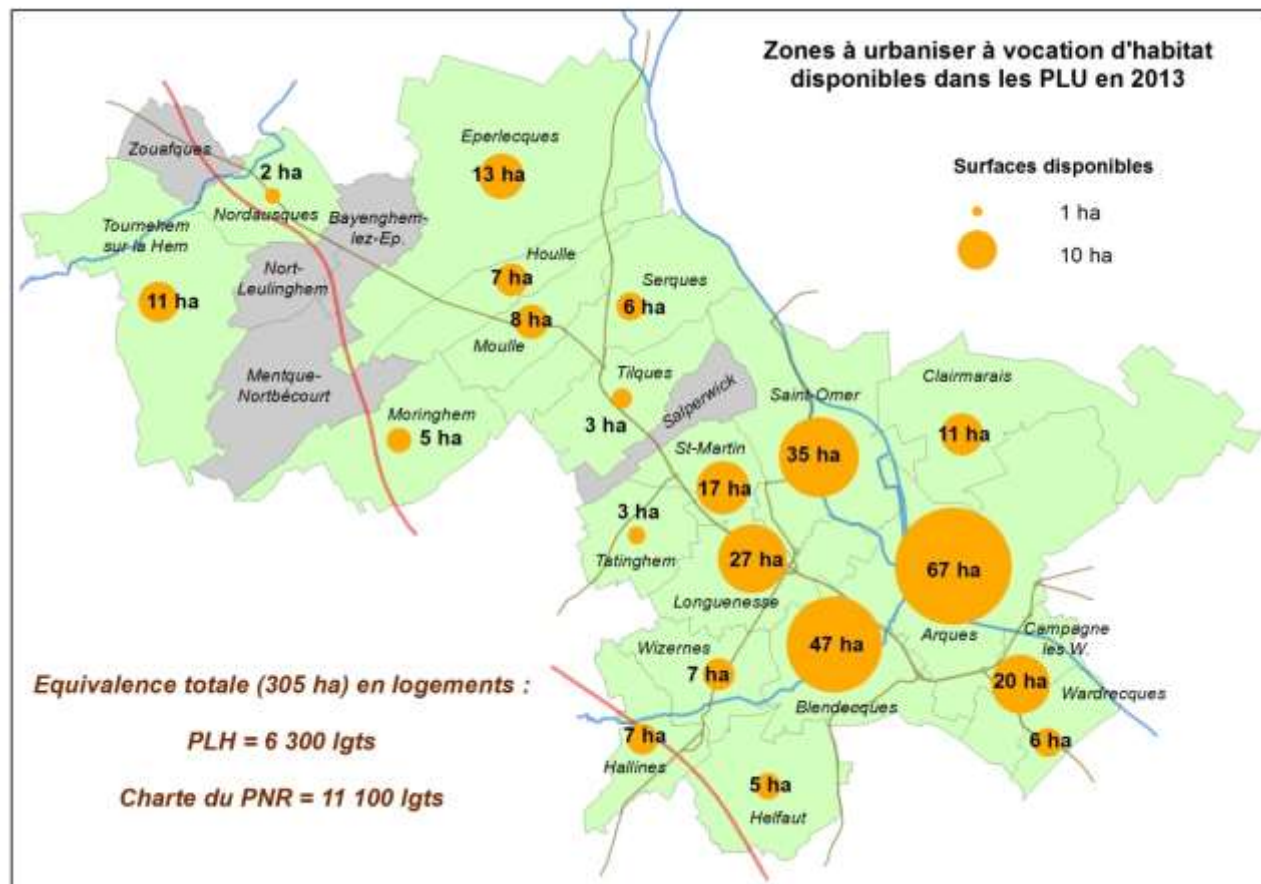 Zones à urbaniser à vocation d'habitat
disponibles dans les PLU en 2013
Surfaces disponibles
1 ha
10 ha
Zouafques
2 ha
Nordausques
Eperlecques
13 ha
Bayenghem-
lez-Ep.
Tournehem
sur la Hem
11 ha
Nort-
Leulinghem
Houlle
7 ha
8 ha
Moulle
Serques
6 ha
Mentque-
Nortbécourt
Moringhem
5 ha
Tilques
3 ha
Salperwick
Saint-Omer
35 ha
Clairmarais
11 ha
St-Martin
17 ha
3 ha
Tatinghem
27 ha
Longuenesse
67 ha
Arques
Wizernes
7 ha
47 ha
Blendecques
Campagne
les W.
20 ha
Wardrecques
6 ha
7 ha
Hallines
5 ha
Helfaut
Equivalence totale (305 ha) en logements :
PLH = 6 300 lgts
Charte du PNR = 11 100 lgts